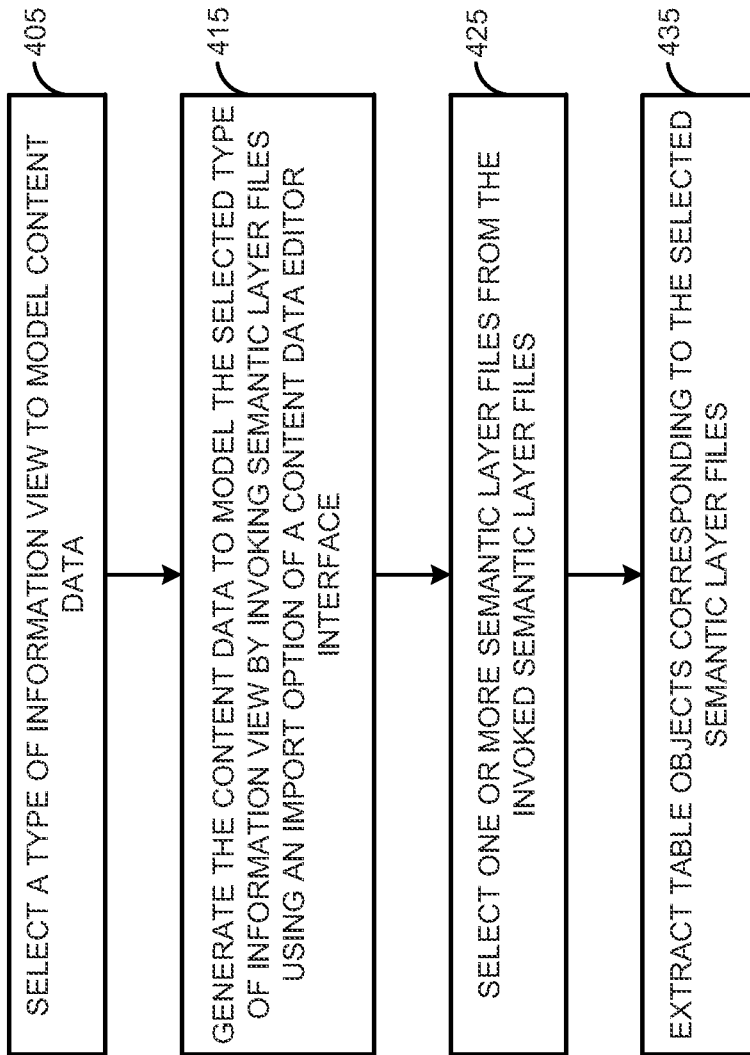 405
SELECT A TYPE OF INFORMATION VIEW TO MODEL CONTENT
DATA
415
GENERATE THE CONTENT DATA TO MODEL THE SELECTED TYPE
OF INFORMATION VIEW BY INVOKING SEMANTIC LAYER FILES
USING AN IMPORT OPTION OF A CONTENT DATA EDITOR
INTERFACE
425
SELECT ONE OR MORE SEMANTIC LAYER FILES FROM THE
INVOKED SEMANTIC LAYER FILES
435
EXTRACT TABLE OBJECTS CORRESPONDING TO THE SELECTED
SEMANTIC LAYER FILES